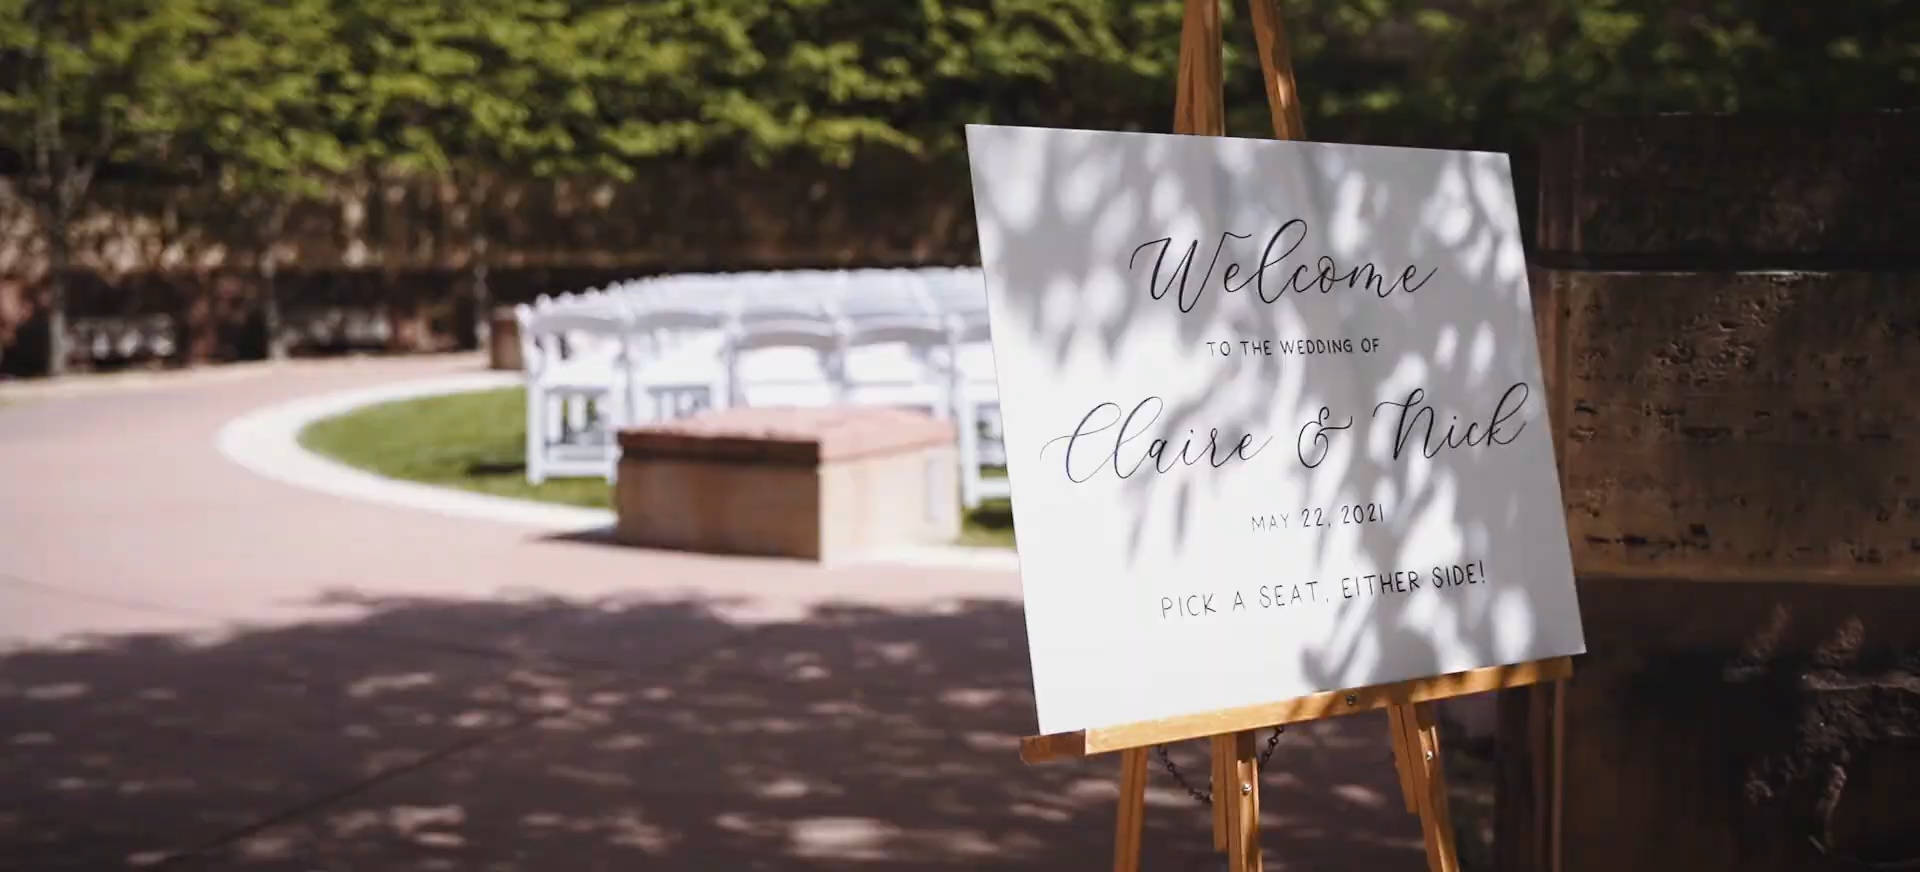 Welcome
TO THE WEDDING OF
Claire & Nick
MAY 22, 2021
PICK A SEAT, EITHER SIDE!